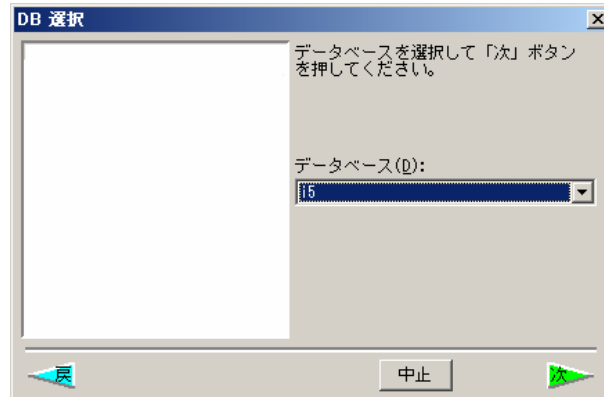 DB 選択
データベースを選択して「次」ボタン
を押してください。
データベース(D):
i5
戻
中止
次